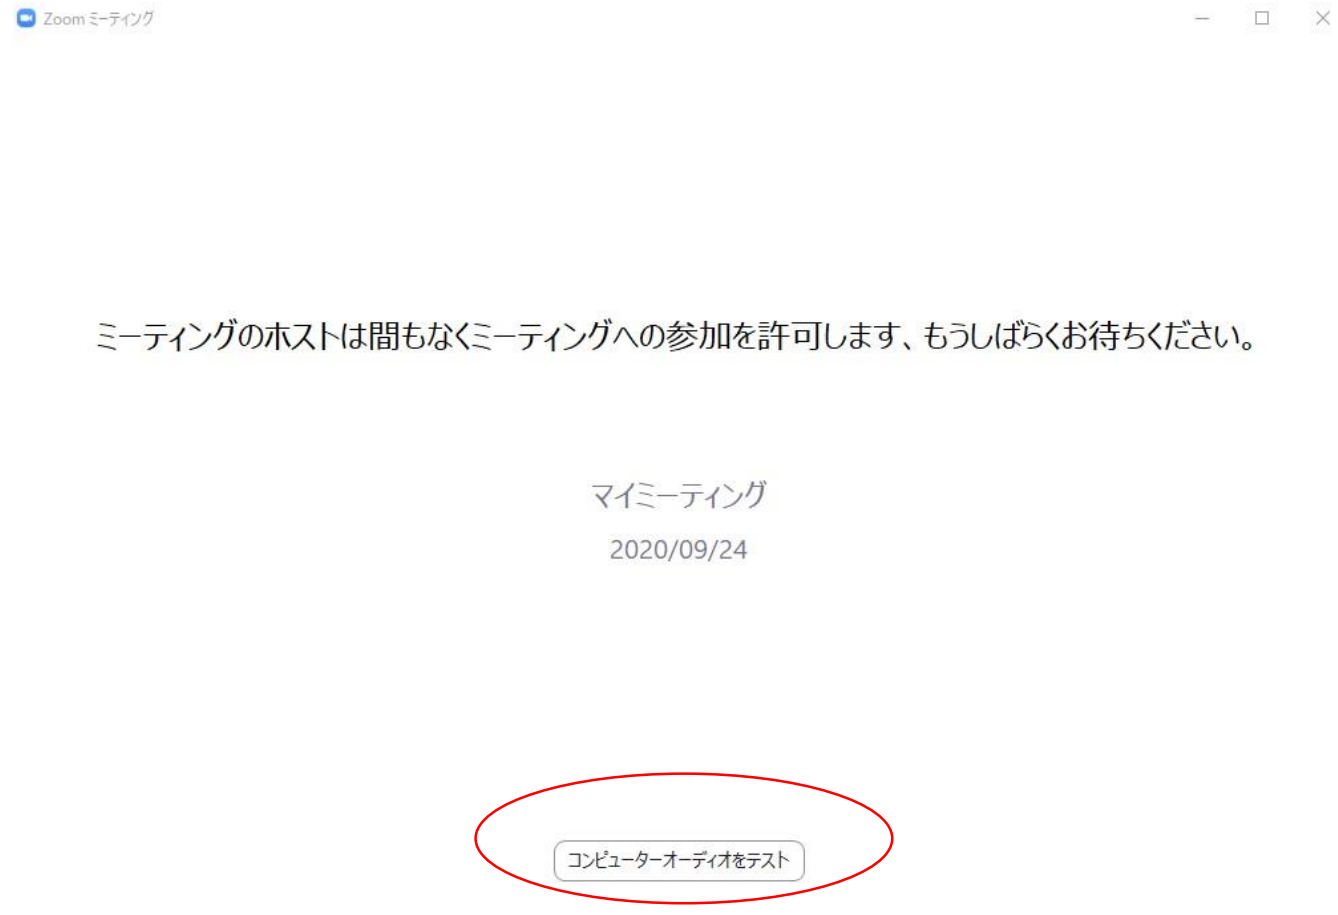 Zoom ミーティング
ミーティングのホストは間もなくミーティングへの参加を許可します、もうしばらくお待ちください。
マイミーティング
2020/09/24
コンピューターオーディオをテスト